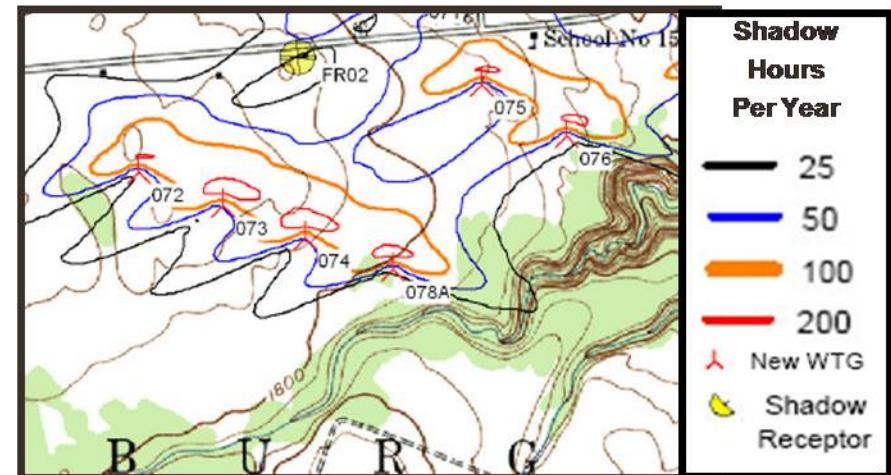 School No 15
FR02
075
076
072
073
074
078A
1800
B U R G
Shadow
Hours
Per Year
25
50
100
200
New WTG
Shadow
Receptor